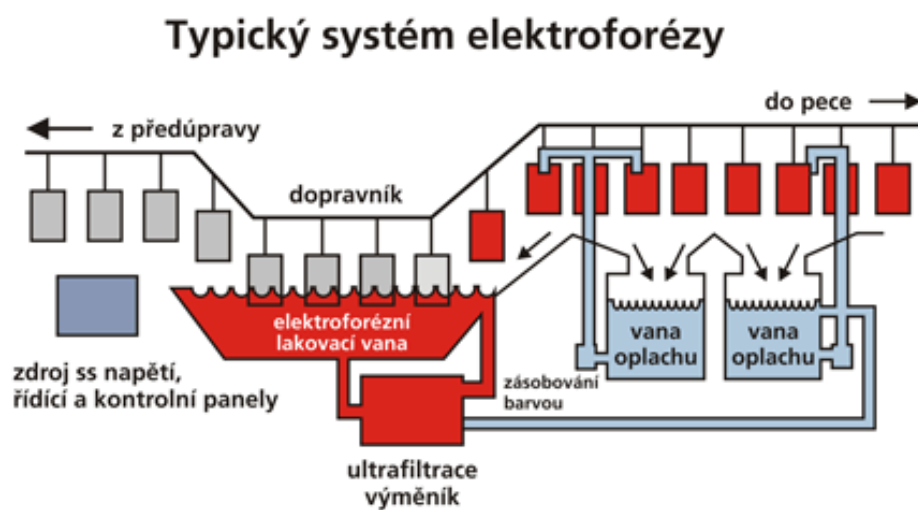 Typický systém elektroforézy
do pece
z předúpravy
dopravník
elektroforézní
lakovací vana
vana
oplachu
vana
oplachu
zdroj ss napětí,
řídící a kontrolní panely
zásobování
barvou
ultrafiltrace
výměník